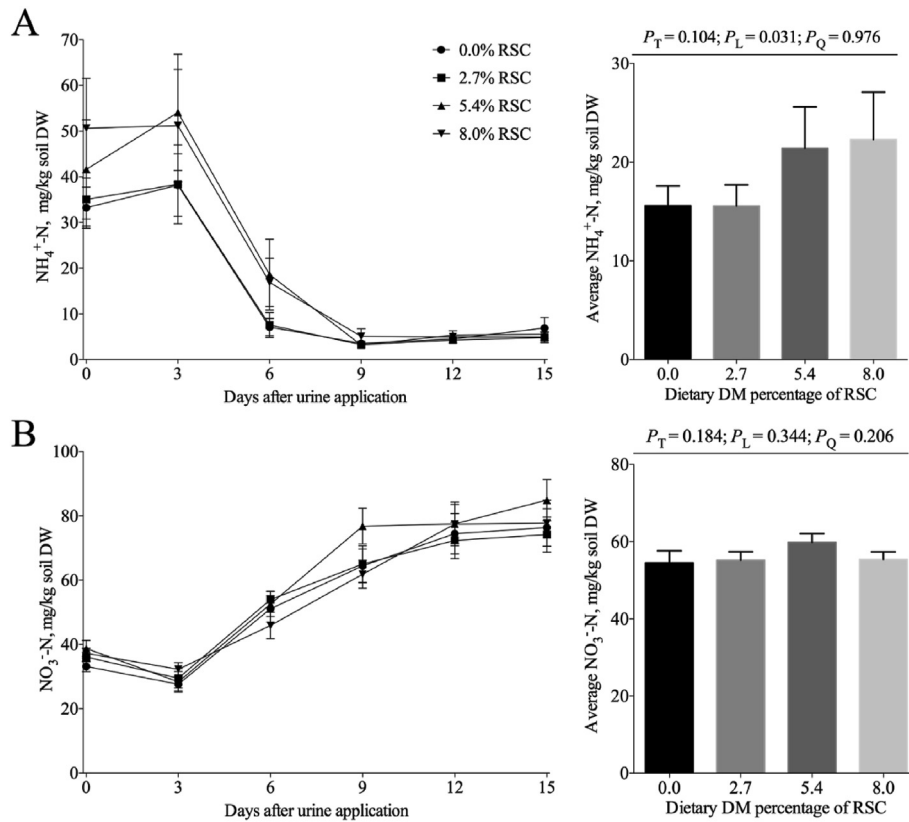 A
70
60
50
40
30
20
10
0
NH₄⁺-N, mg/kg soil DW
0 3 6 9 12 15
Days after urine application
0.0% RSC
2.7% RSC
5.4% RSC
8.0% RSC
P_T = 0.104; P_L = 0.031; P_Q = 0.976
30
20
10
0
Average NH₄⁺-N, mg/kg soil DW
0.0 2.7 5.4 8.0
Dietary DM percentage of RSC
B
100
80
60
40
20
0
NO₃⁻-N, mg/kg soil DW
0 3 6 9 12 15
Days after urine application
P_T = 0.184; P_L = 0.344; P_Q = 0.206
80
60
40
20
0
Average NO₃⁻-N, mg/kg soil DW
0.0 2.7 5.4 8.0
Dietary DM percentage of RSC